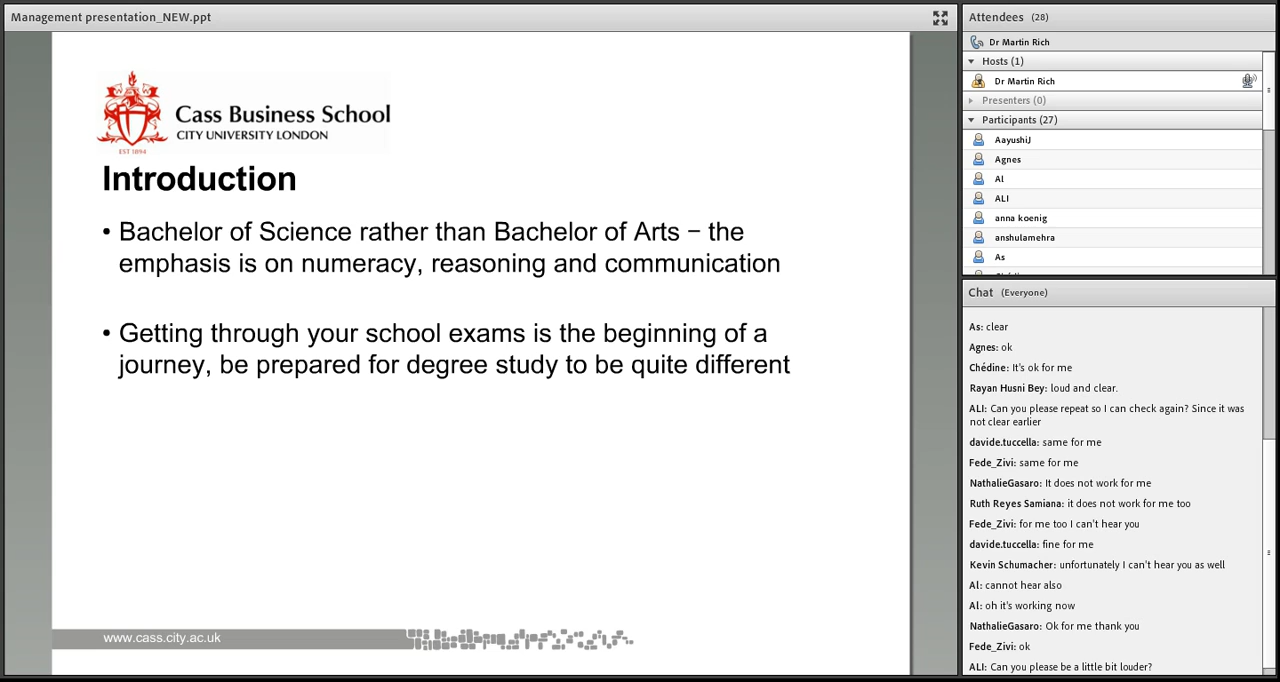 Management presentation_NEW.ppt
Cass Business School
CITY UNIVERSITY LONDON
EST 1894
Introduction
• Bachelor of Science rather than Bachelor of Arts – the
emphasis is on numeracy, reasoning and communication
• Getting through your school exams is the beginning of a
journey, be prepared for degree study to be quite different
www.cass.city.ac.uk
Attendees (28)
Dr Martin Rich
Hosts (1)
Dr Martin Rich
Presenters (0)
Participants (27)
AayushiJ
Agnes
Al
ALI
anna koenig
anshulamehra
As
Chat (Everyone)
As: clear
Agnes: ok
Chédine: It's ok for me
Rayan Husni Bey: loud and clear.
ALI: Can you please repeat so I can check again? Since it was
not clear earlier
davide.tuccella: same for me
Fede_Zivi: same for me
NathalieGasaro: It does not work for me
Ruth Reyes Samiana: it does not work for me too
Fede_Zivi: for me too I can't hear you
davide.tuccella: fine for me
Kevin Schumacher: unfortunately I can't hear you as well
Al: cannot hear also
Al: oh it's working now
NathalieGasaro: Ok for me thank you
Fede_Zivi: ok
ALI: Can you please be a little bit louder?